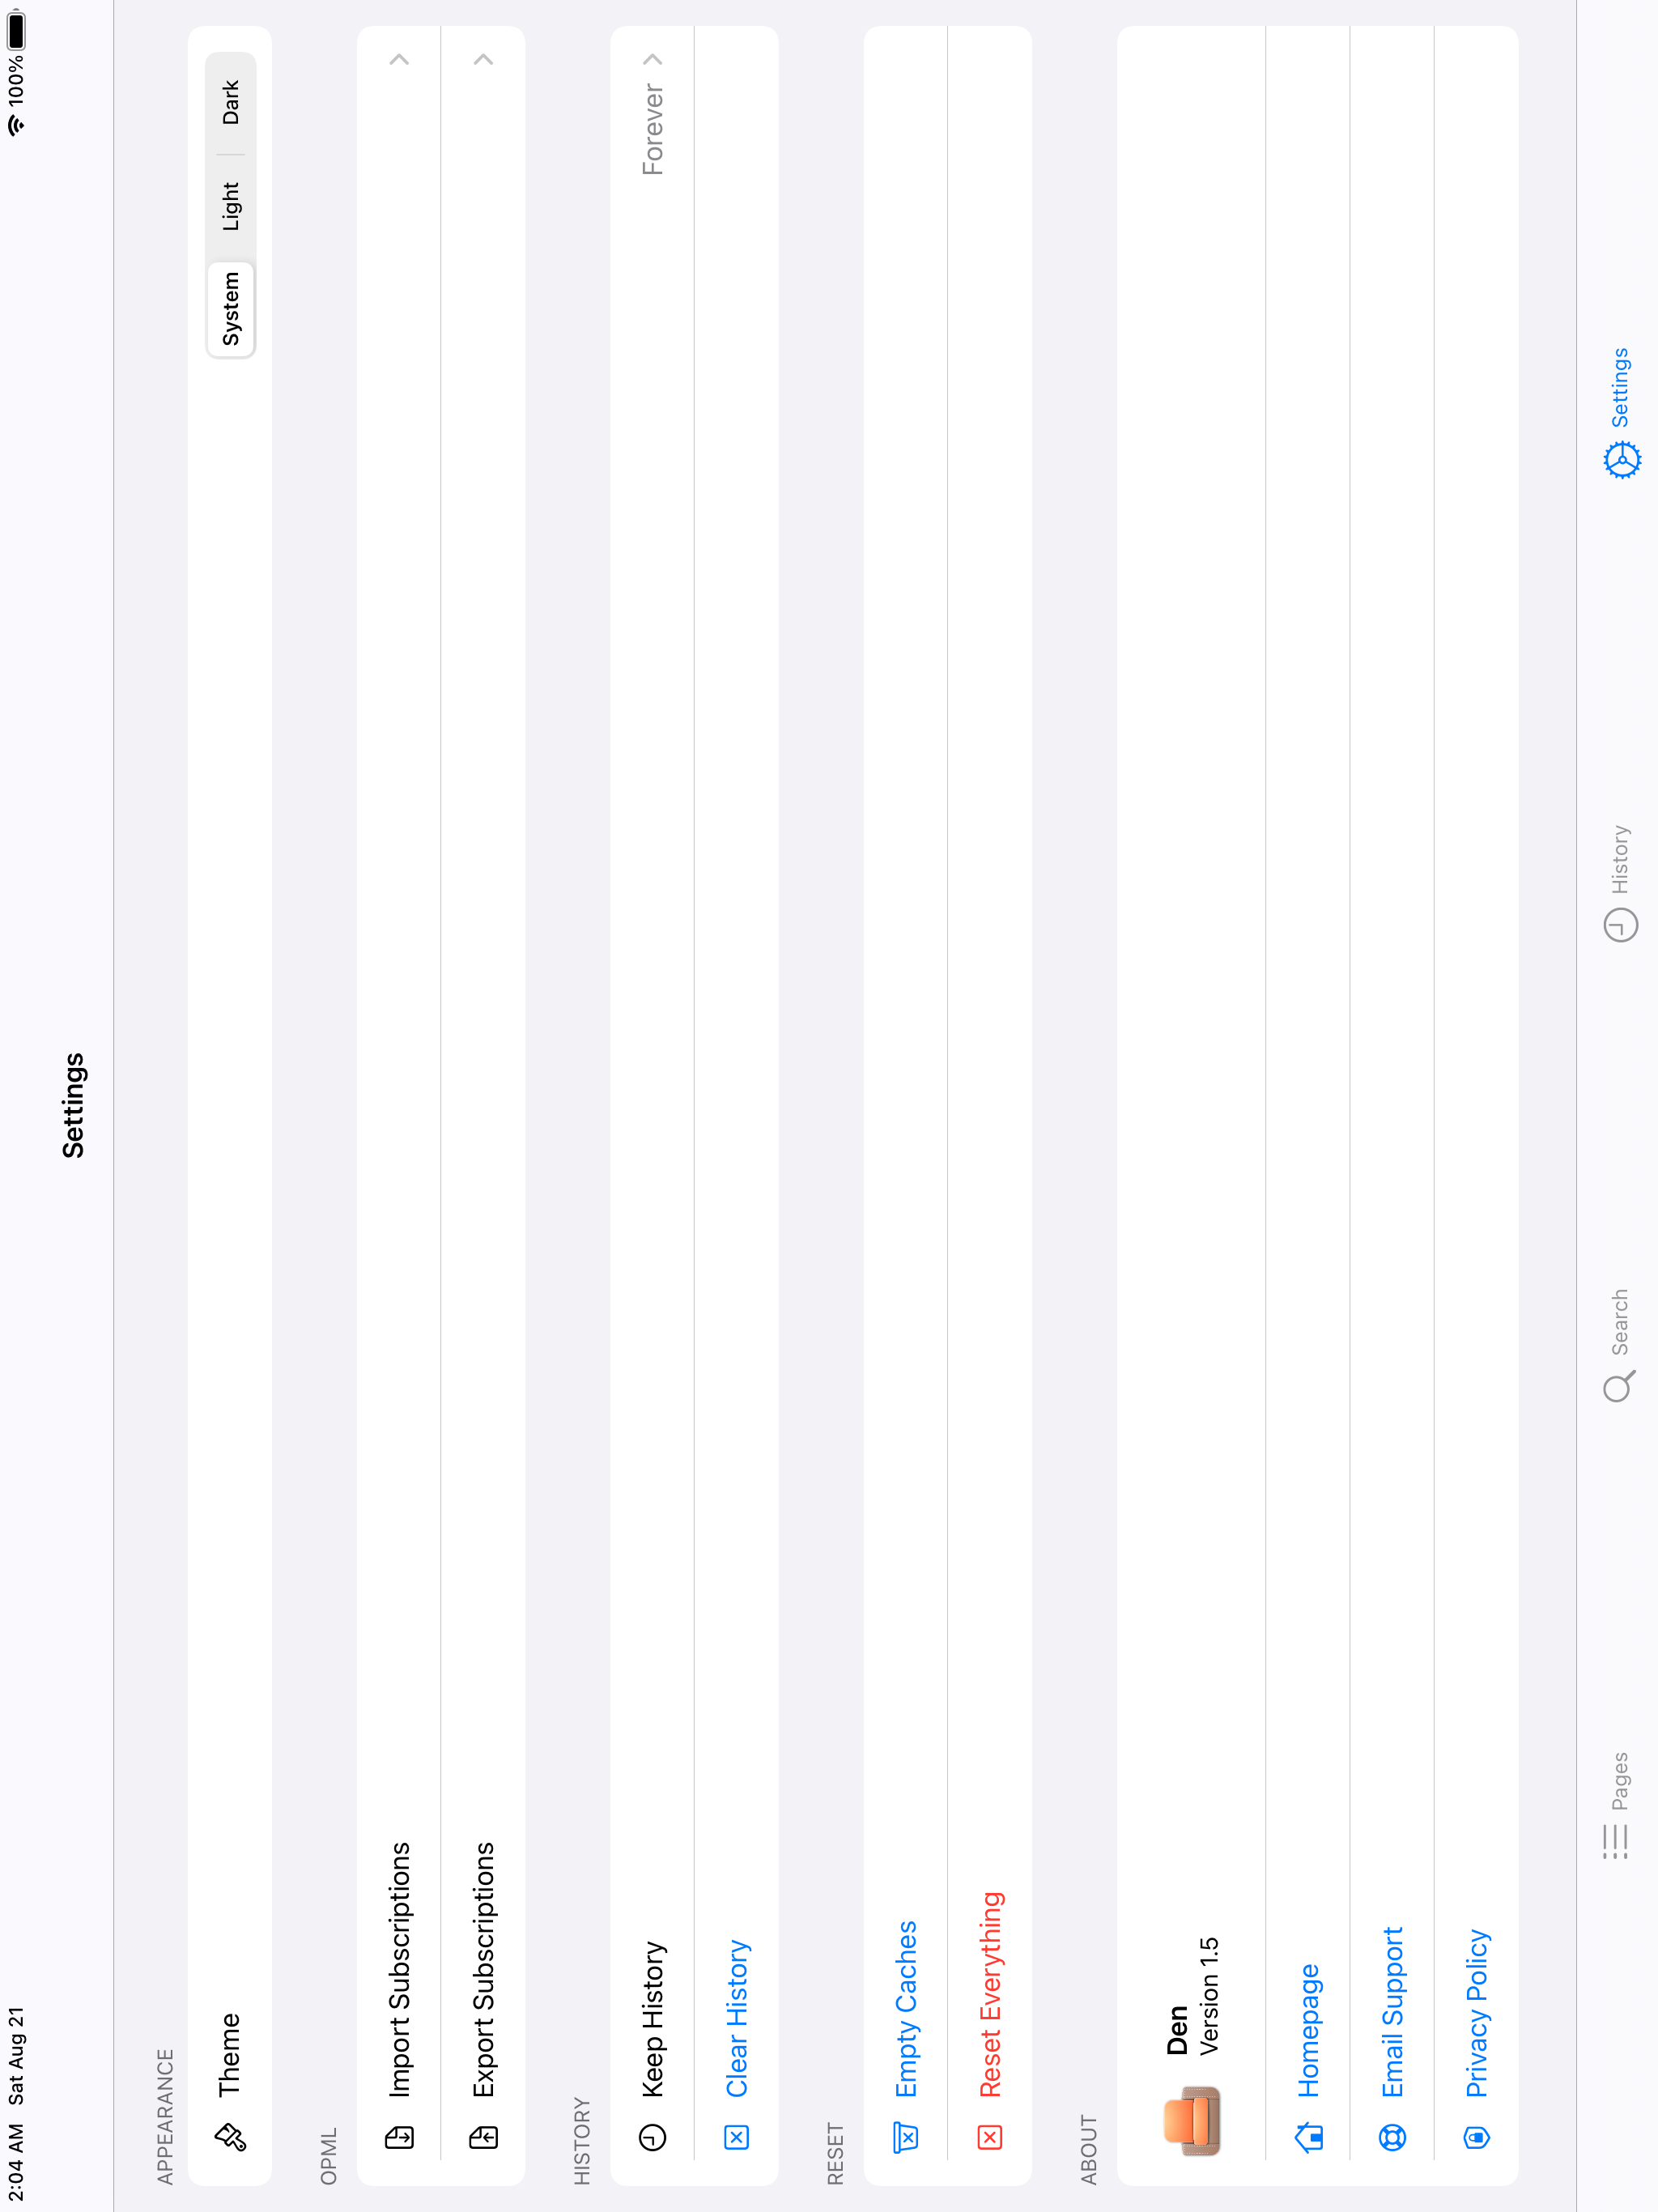 2:04 AM Sat Aug 21 100%
Settings
APPEARANCE
Theme System Light Dark
OPML
Import Subscriptions
Export Subscriptions
HISTORY
Keep History Forever
Clear History
RESET
Empty Caches
Reset Everything
ABOUT
Den
Version 1.5
Homepage
Email Support
Privacy Policy
Pages Search History Settings